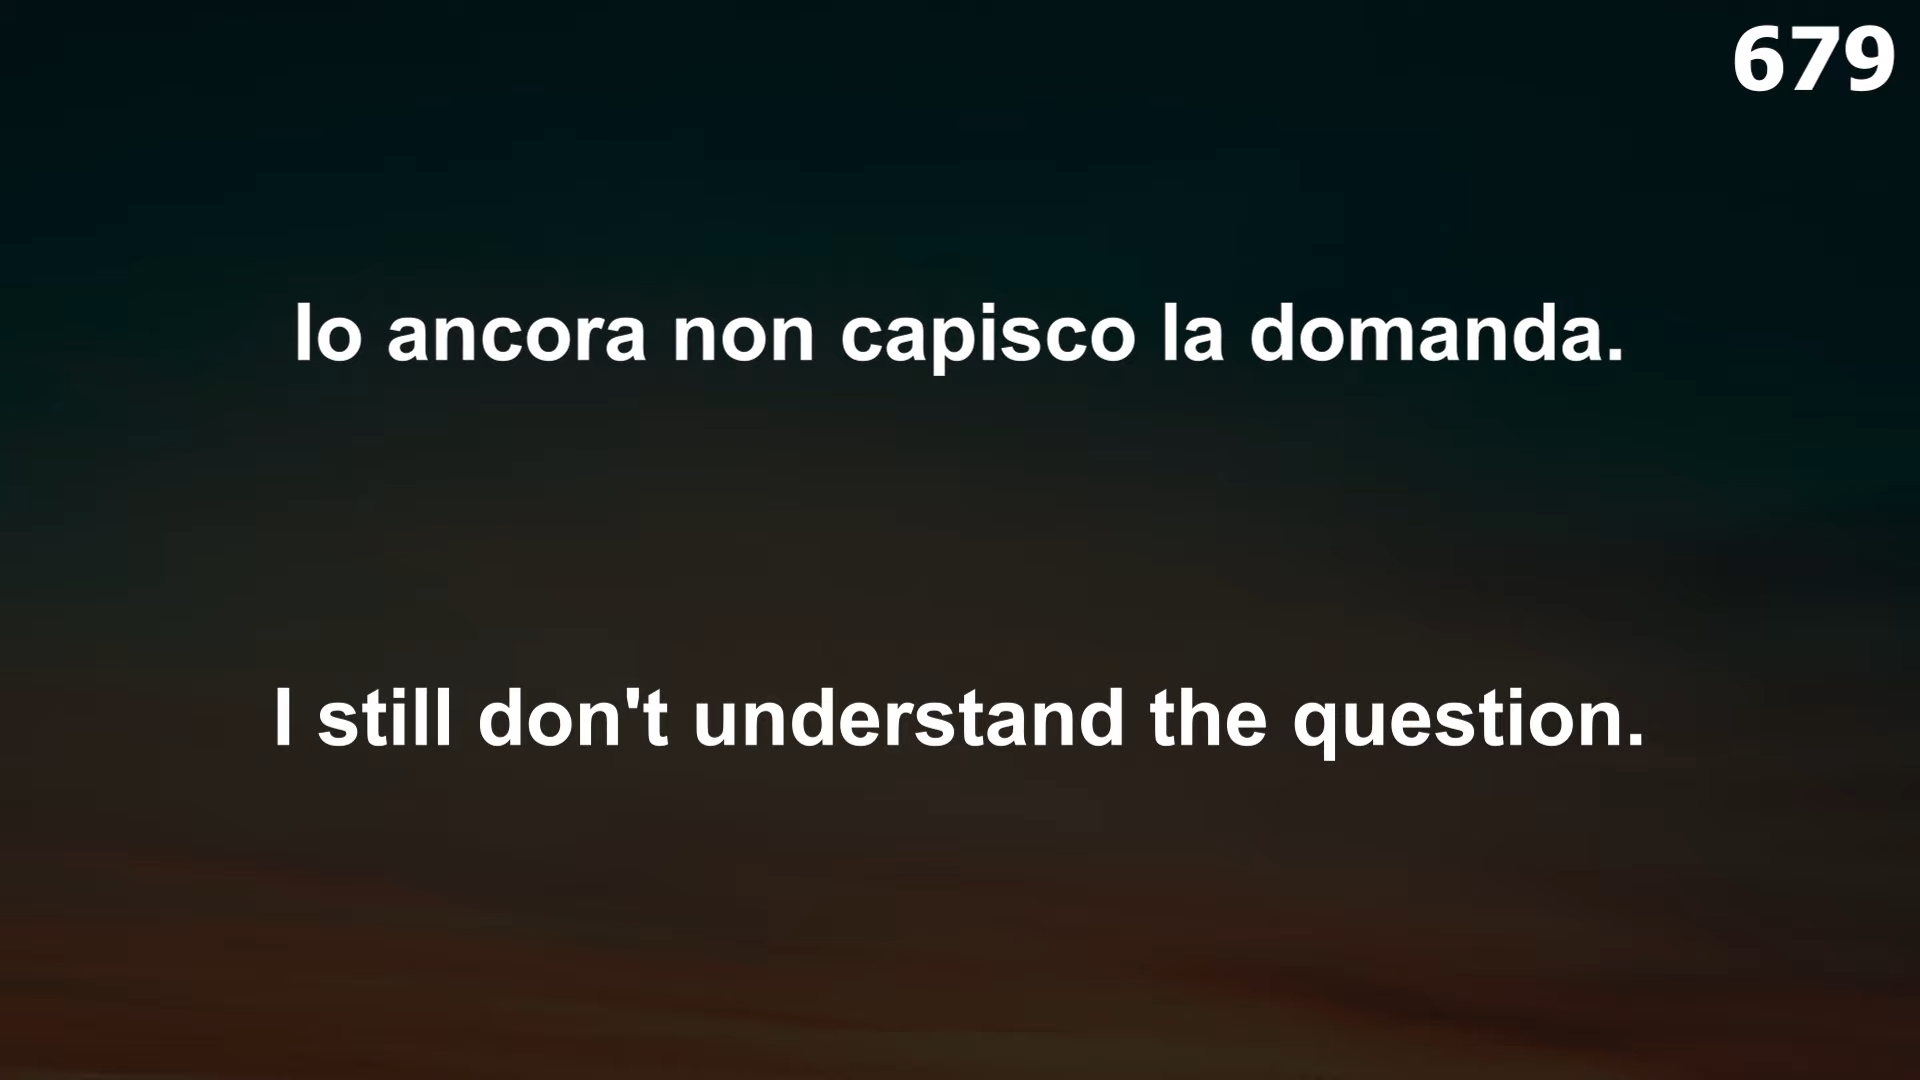 679
Io ancora non capisco la domanda.
I still don't understand the question.